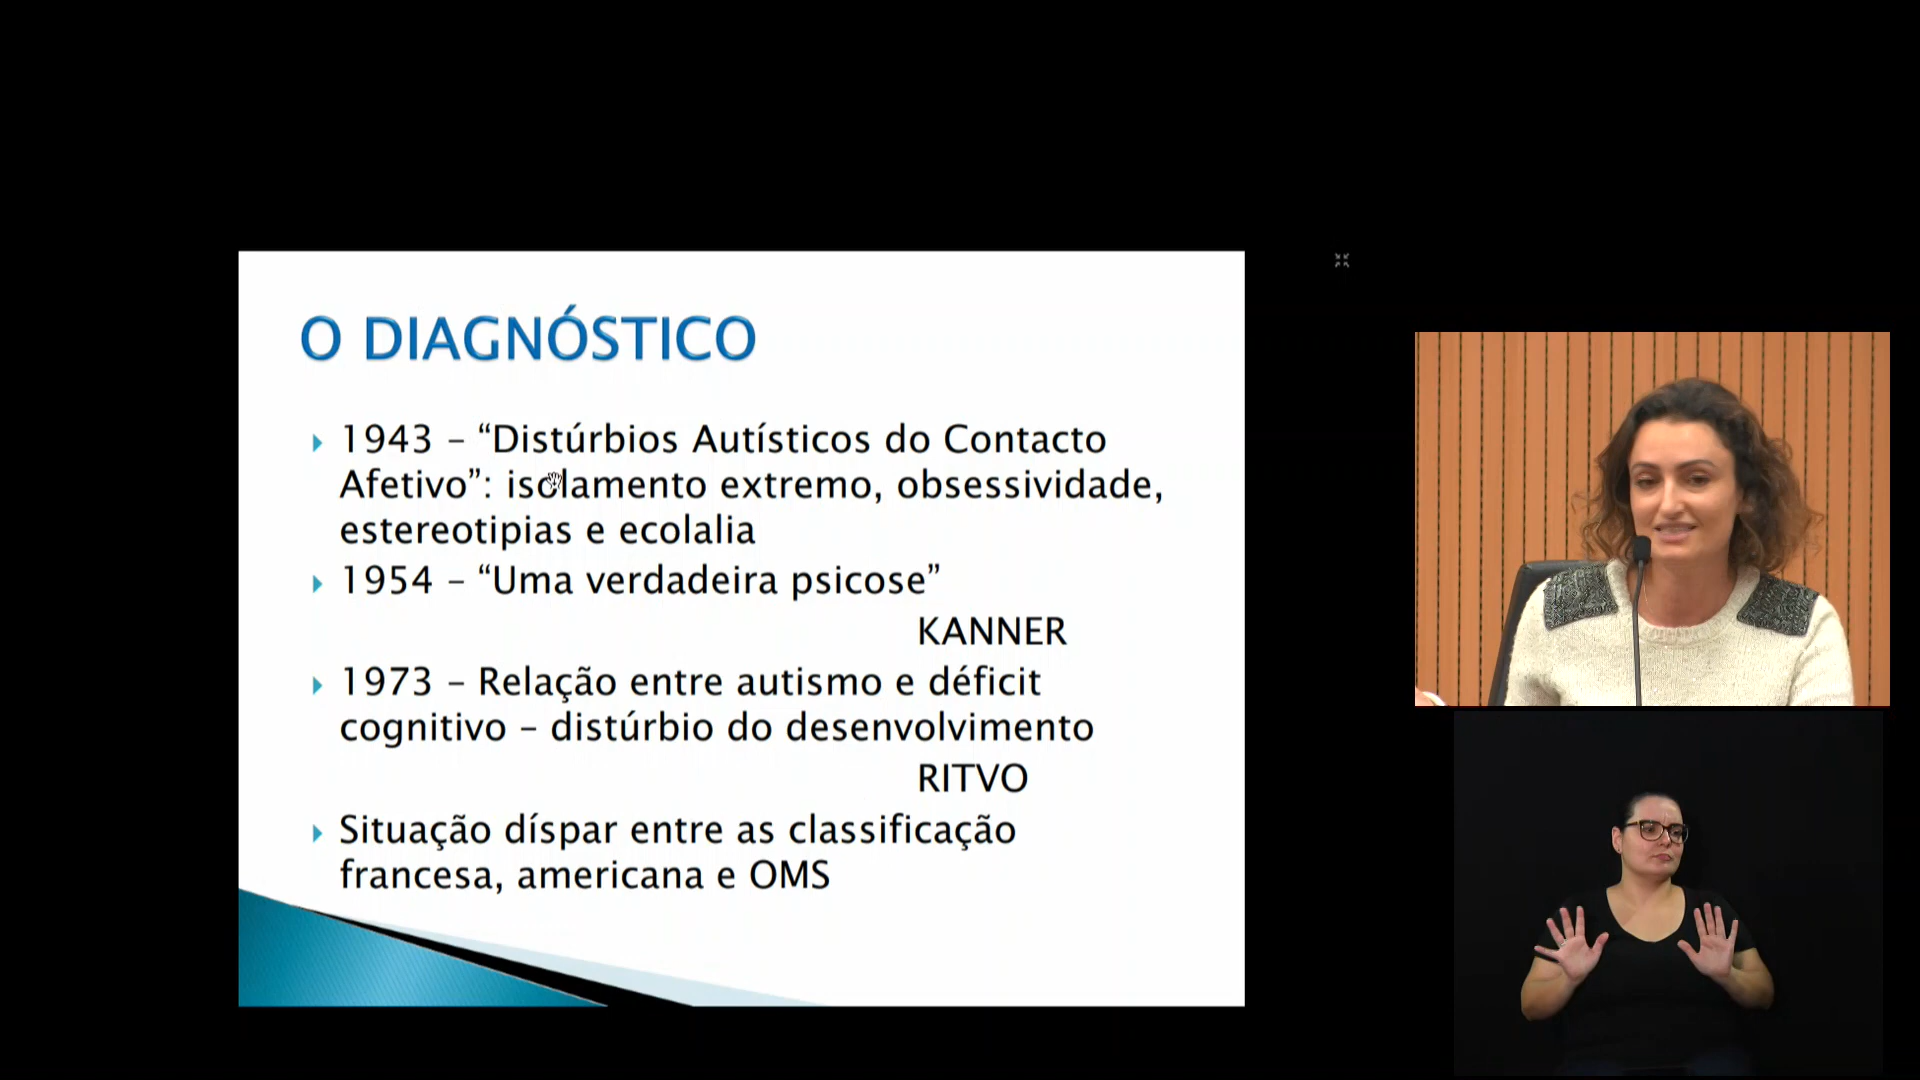 O DIAGNÓSTICO
1943 – “Distúrbios Autísticos do Contacto
Afetivo”: isolamento extremo, obsessividade,
estereotipias e ecolalia
1954 – “Uma verdadeira psicose”
KANNER
1973 – Relação entre autismo e déficit
cognitivo – distúrbio do desenvolvimento
RITVO
Situação díspar entre as classificação
francesa, americana e OMS